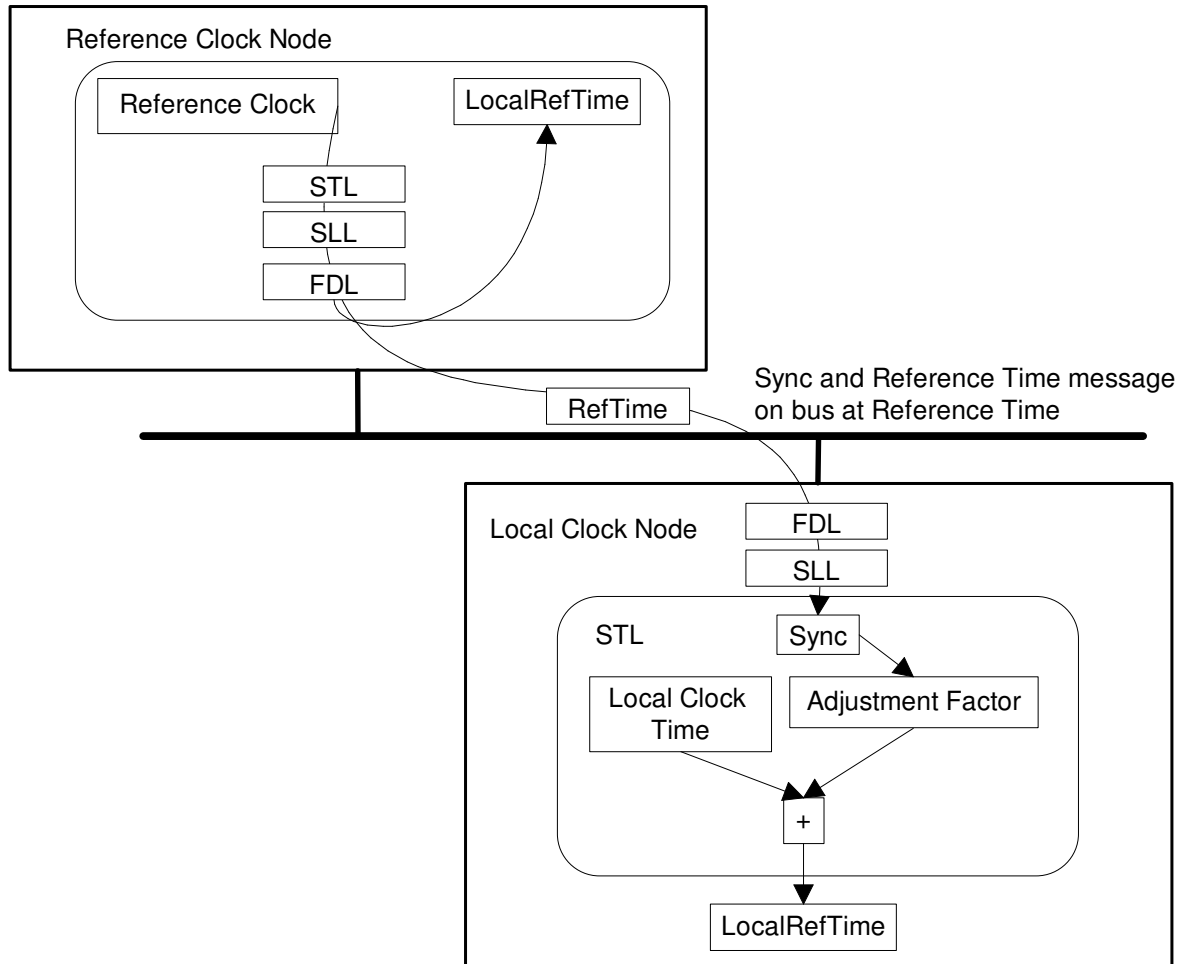 Reference Clock Node
Reference Clock
LocalRefTime
STL
SLL
FDL
Sync and Reference Time message
on bus at Reference Time
RefTime
Local Clock Node
FDL
SLL
STL
Sync
Local Clock
Time
Adjustment Factor
+
LocalRefTime